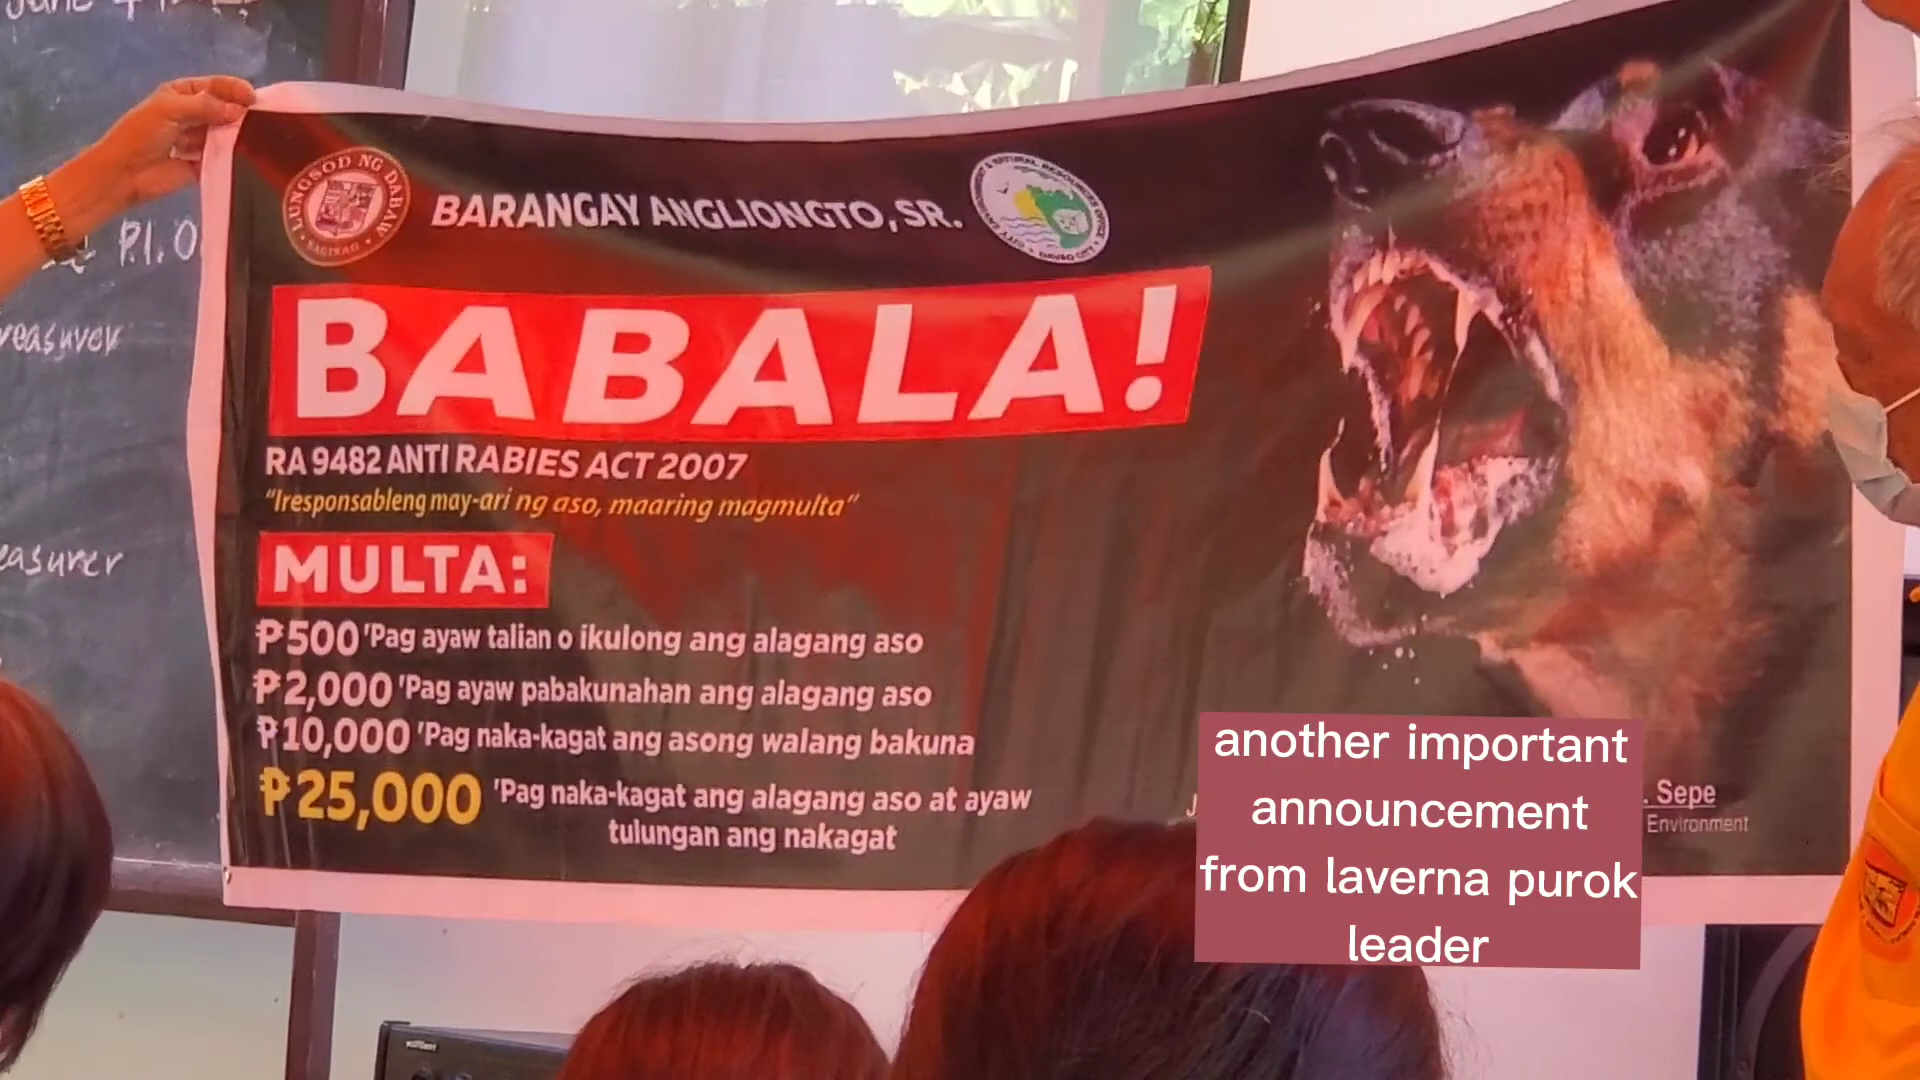 LUNGSOD NG DABAW
BARANGAY ANGLIONGTO, SR.
BABALA!
RA 9482 ANTI RABIES ACT 2007
"Iresponsableng may-ari ng aso, maaring magmulta"
MULTA:
₱500 'Pag ayaw talian o ikulong ang alagang aso
₱2,000 'Pag ayaw pabakunahan ang alagang aso
₱10,000 'Pag naka-kagat ang asong walang bakuna
₱25,000 'Pag naka-kagat ang alagang aso at ayaw
tulungan ang nakagat
. Sepe
Environment
another important
announcement
from laverna purok
leader
P.I.O
easurer